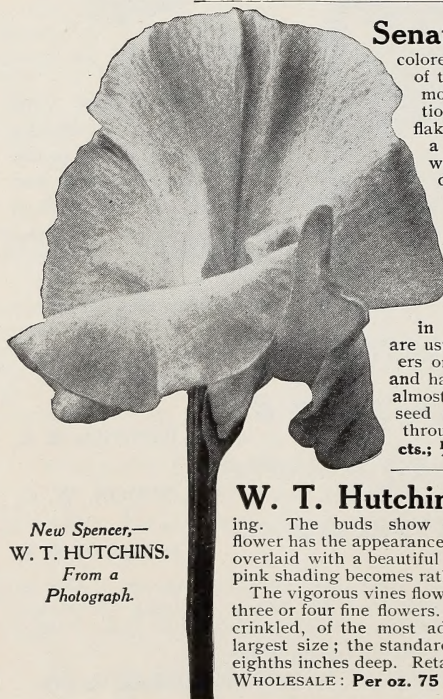 Sena
colore
of t
mo
tio
flak
a
w
in
are us
ers o
and ha
almost
seed
throu
cts.;
W. T. Hutchin
ing. The buds show
flower has the appearance
overlaid with a beautiful
pink shading becomes rat
The vigorous vines flow
three or four fine flowers.
crinkled, of the most ad
largest size; the standar
eighths inches deep. Reta
WHOLESALE: Per oz. 75
New Spencer,—
W. T. HUTCHINS.
From a
Photograph.